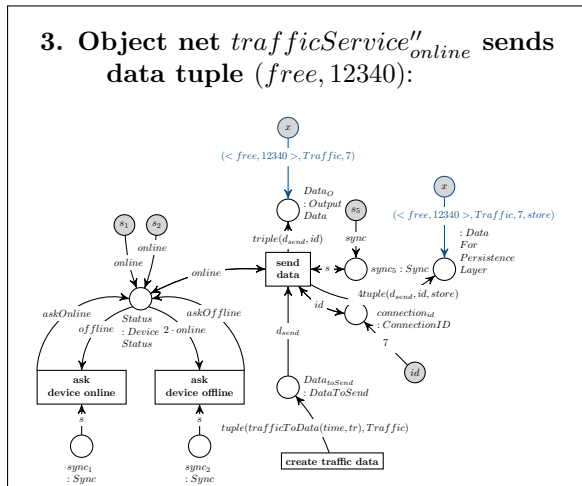 3. Object net trafficService''online sends
data tuple (free, 12340):
x
(< free, 12340 >, Traffic, 7)
x
DataO
: Output
Data
s5
(< free, 12340 >, Traffic, 7, store)
s1
s2
triple(dsend, id)
sync
: Data
For
Persistence
Layer
online
online
online
send
data
s
sync5 : Sync
4tuple(dsend, id, store)
askOnline
askOffline
id
Status
: Device
Status
offline
2 · online
connectionid
: ConnectionID
dsend
7
ask
device online
ask
device offline
id
DatatoSend
: DataToSend
s
s
tuple(trafficToData(time, tr), Traffic)
sync1
: Sync
sync2
: Sync
create traffic data